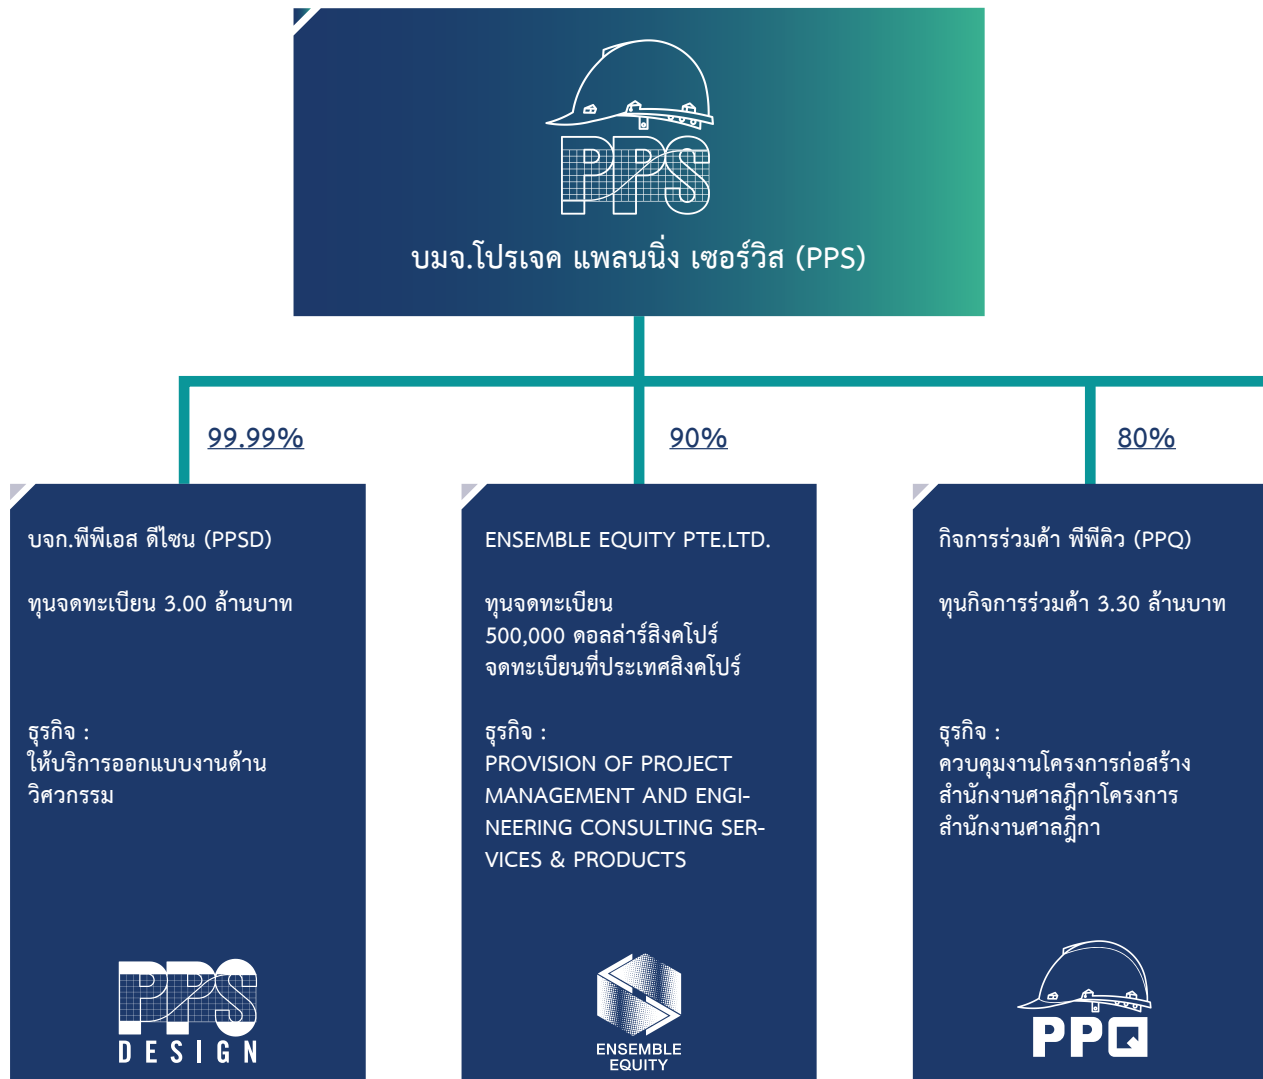 PPS
บมจ.โปรเจค แพลนนิ่ง เซอร์วิส (PPS)
99.99%
90%
80%
บจก.พีพีเอส ดีไซน (PPSD)
ทุนจดทะเบียน 3.00 ล้านบาท
ธุรกิจ :
ให้บริการออกแบบงานด้าน
วิศวกรรม
PPS
DESIGN
ENSEMBLE EQUITY PTE.LTD.
ทุนจดทะเบียน
500,000 ดอลล่าร์สิงคโปร์
จดทะเบียนที่ประเทศสิงคโปร์
ธุรกิจ :
PROVISION OF PROJECT
MANAGEMENT AND ENGI-
NEERING CONSULTING SER-
VICES & PRODUCTS
ENSEMBLE
EQUITY
กิจการร่วมค้า พีพีคิว (PPQ)
ทุนกิจการร่วมค้า 3.30 ล้านบาท
ธุรกิจ :
ควบคุมงานโครงการก่อสร้าง
สำนักงานศาลฎีกาโครงการ
สำนักงานศาลฎีกา
PPQ